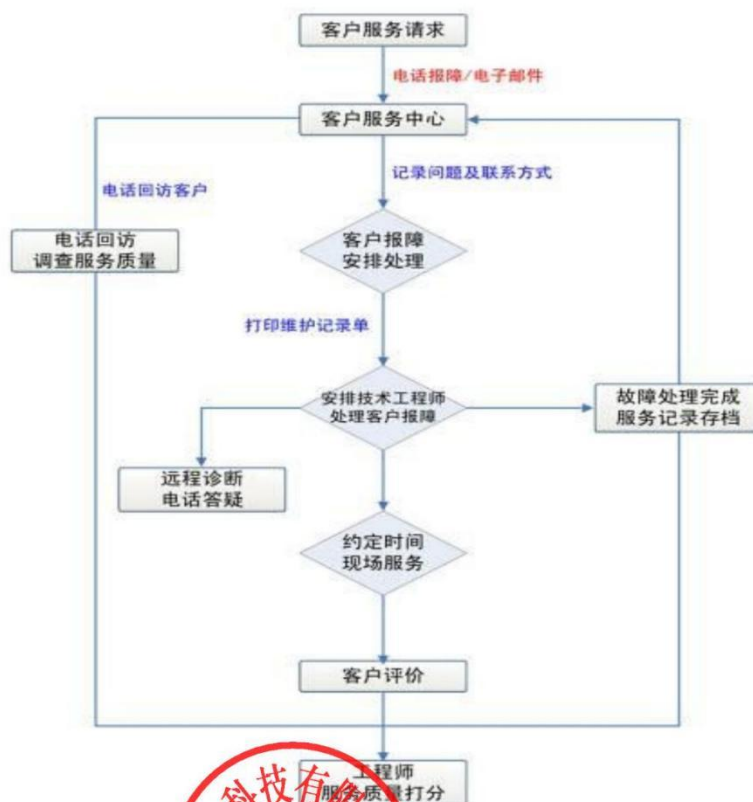 客户服务请求
电话报障/电子邮件
客户服务中心
记录问题及联系方式
电话回访客户
电话回访
调查服务质量
客户报障
安排处理
打印维护记录单
安排技术工程师
处理客户报障
故障处理完成
服务记录存档
远程诊断
电话答疑
约定时间
现场服务
客户评价
工程师
服务质量打分
科技有